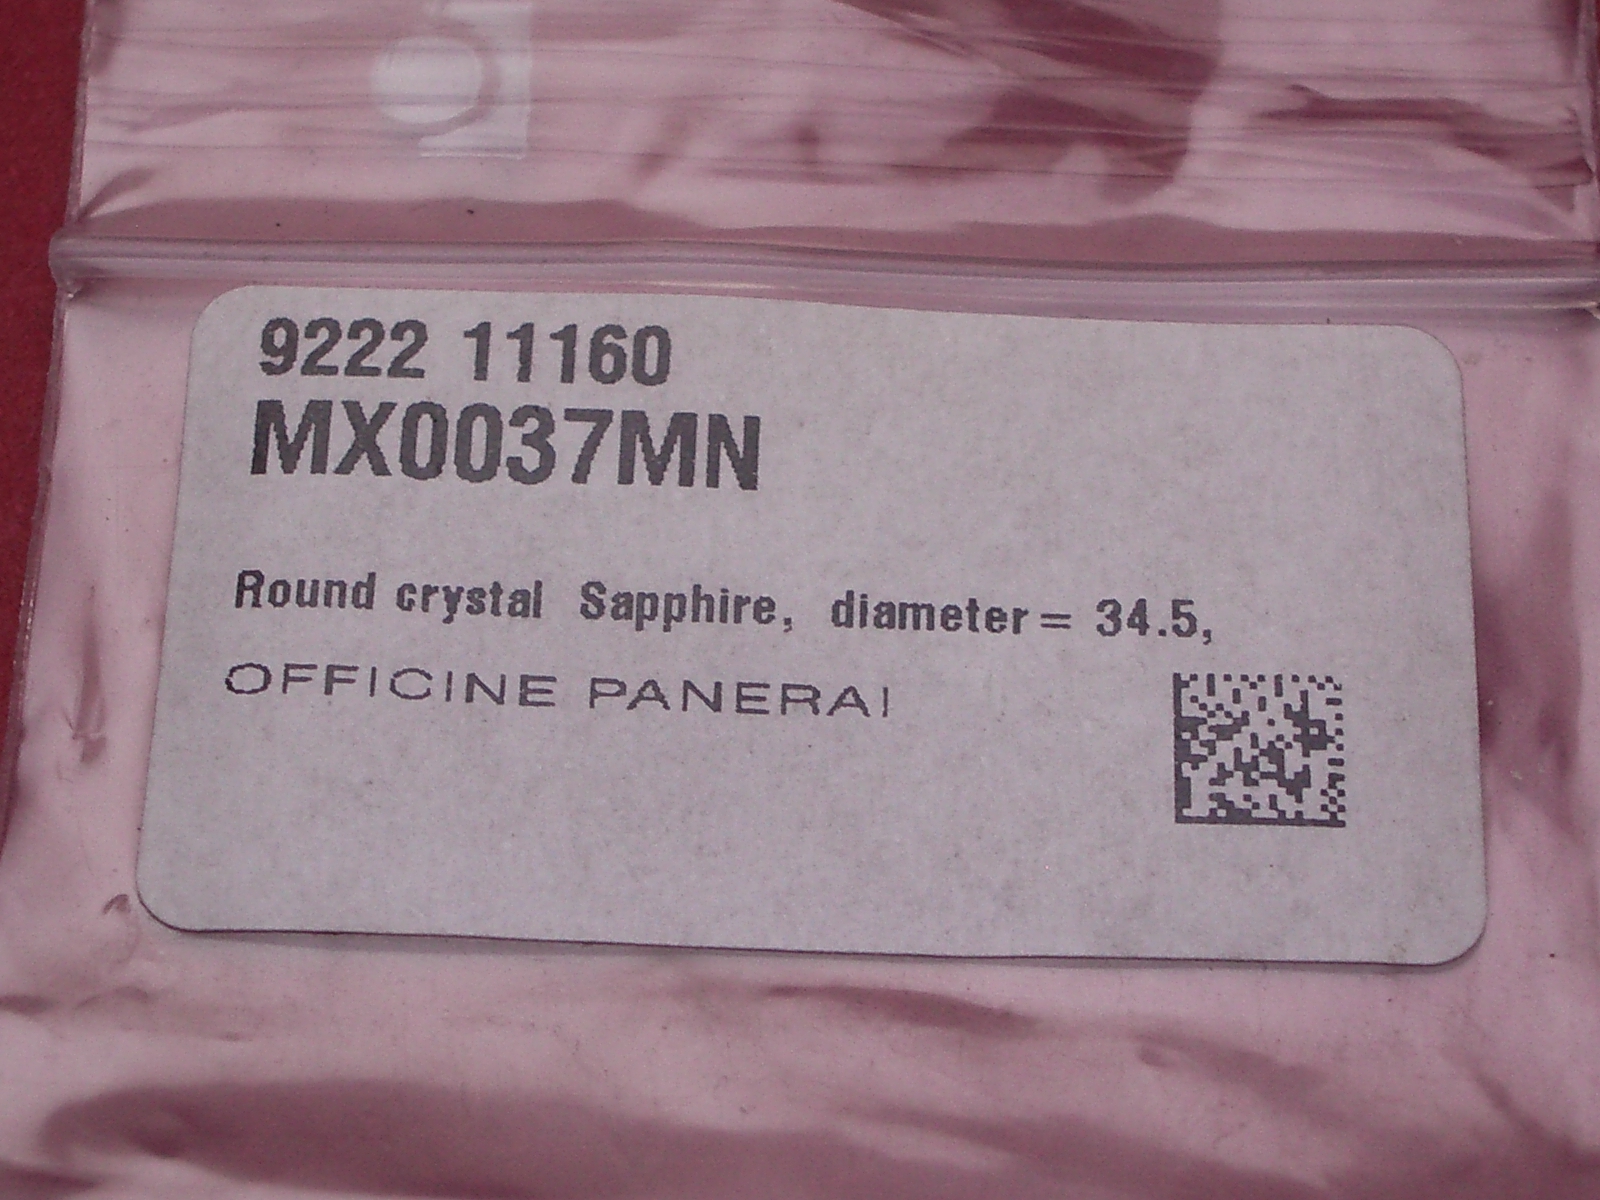 9222 11160
MX0037MN
Round crystal Sapphire, diameter= 34.5,
OFFICINE PANERAI